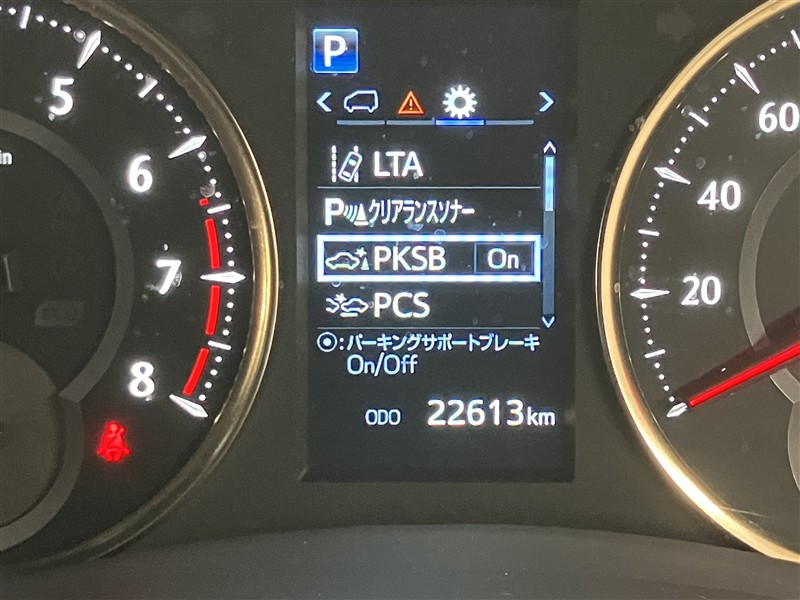 P
LTA
クリアランスソナー
PKSB On
PCS
:パーキングサポートブレーキ
On/Off
ODO 22613km
5
6
7
8
60
40
20